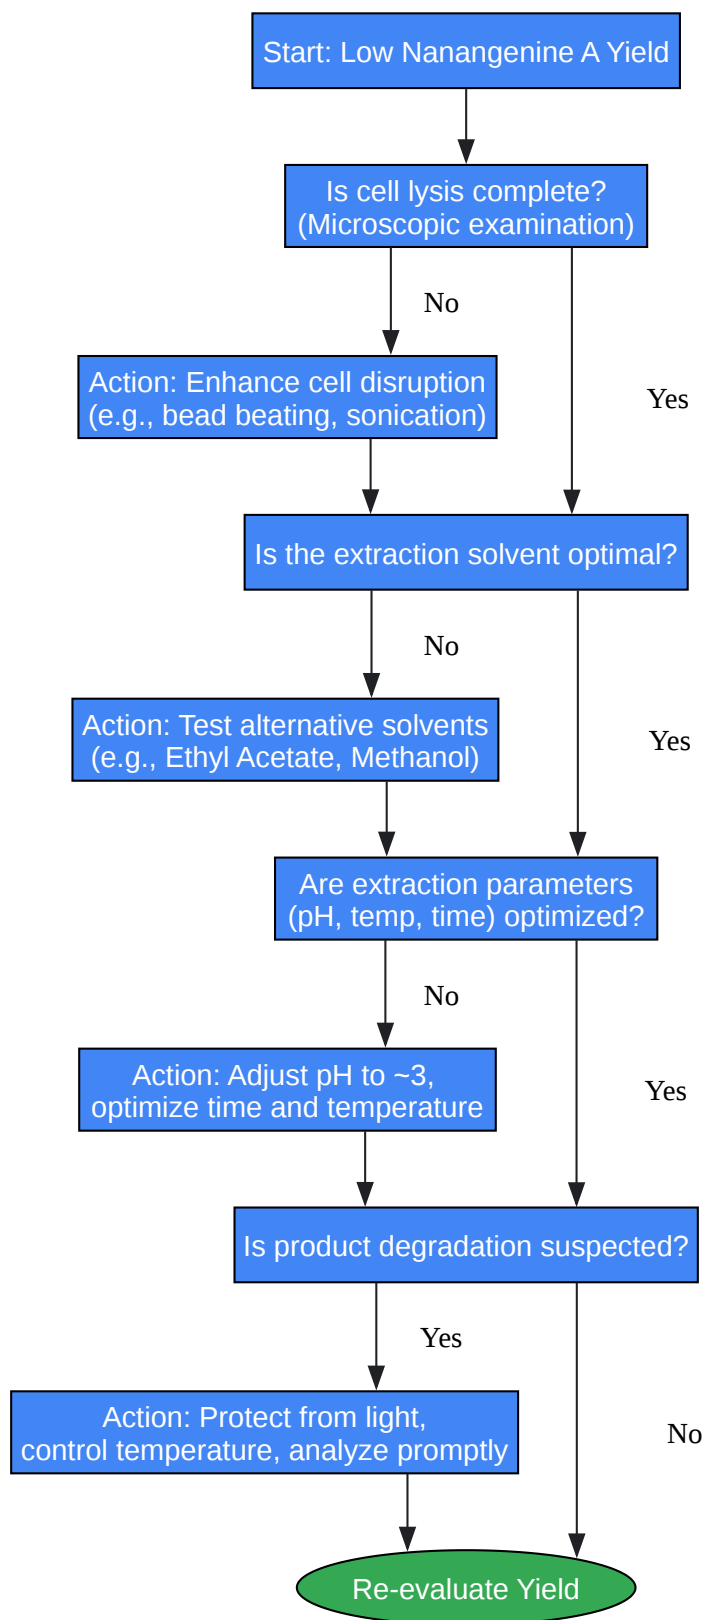 Start: Low Nanangenine A Yield
Is cell lysis complete?
(Microscopic examination)
No
Action: Enhance cell disruption
(e.g., bead beating, sonication)
Yes
Is the extraction solvent optimal?
No
Action: Test alternative solvents
(e.g., Ethyl Acetate, Methanol)
Yes
Are extraction parameters
(pH, temp, time) optimized?
No
Action: Adjust pH to ~3,
optimize time and temperature
Yes
Is product degradation suspected?
Yes
Action: Protect from light,
control temperature, analyze promptly
No
Re-evaluate Yield